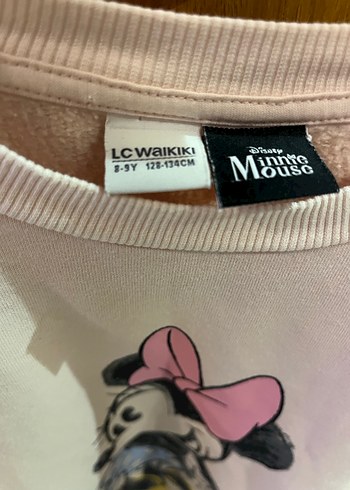 LC WAIKIKI
8-9Y 128-134CM
Disney
Minnie
Mouse